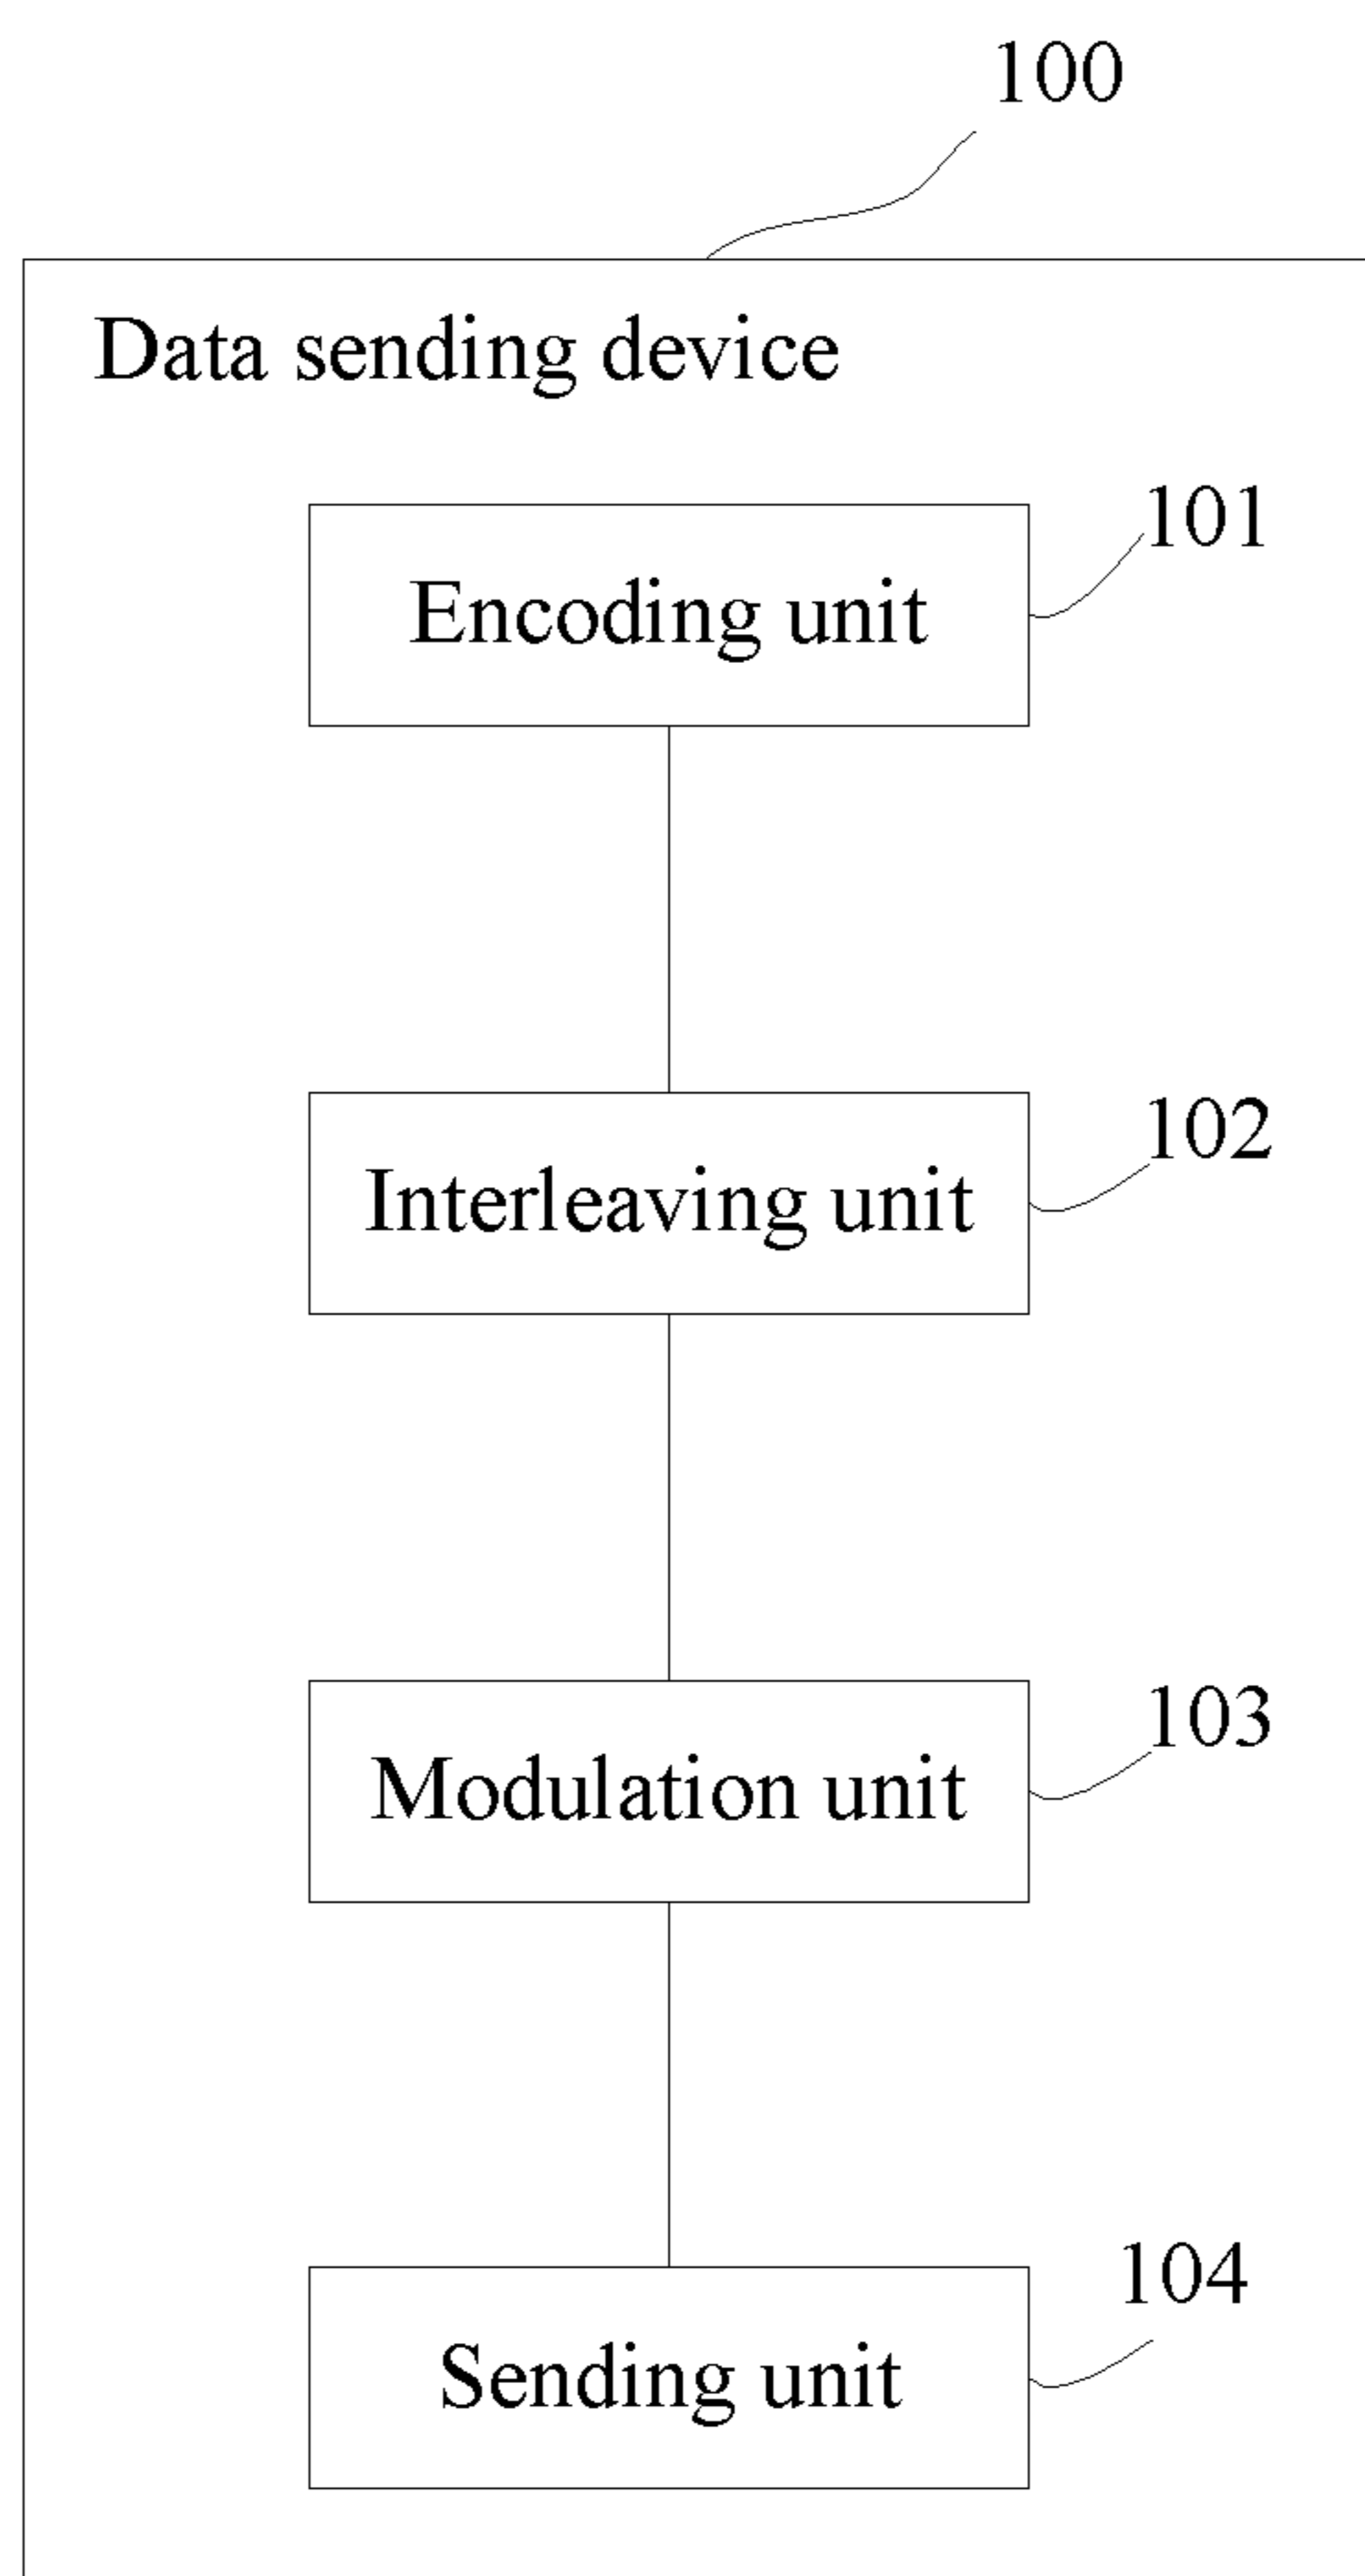 100
Data sending device
101
Encoding unit
102
Interleaving unit
103
Modulation unit
104
Sending unit